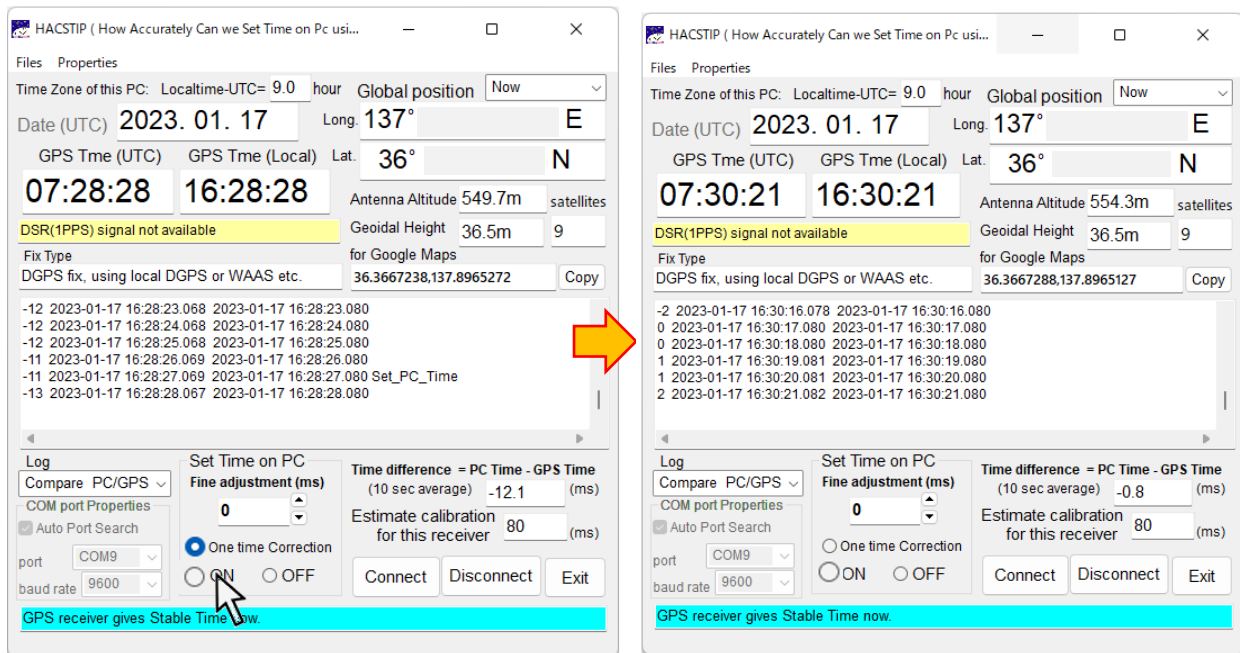 HACSTIP ( How Accurately Can we Set Time on Pc usi...
Files Properties
Time Zone of this PC: Localtime-UTC= 9.0 hour
Global position Now
Date (UTC) 2023. 01. 17
Long. 137° E
GPS Tme (UTC) GPS Tme (Local)
Lat. 36° N
07:28:28 16:28:28
Antenna Altitude 549.7m satellites
DSR(1PPS) signal not available
Geoidal Height 36.5m 9
Fix Type
for Google Maps
DGPS fix, using local DGPS or WAAS etc.
36.3667238,137.8965272 Copy
-12 2023-01-17 16:28:23.068 2023-01-17 16:28:23.080
-12 2023-01-17 16:28:24.068 2023-01-17 16:28:24.080
-12 2023-01-17 16:28:25.068 2023-01-17 16:28:25.080
-11 2023-01-17 16:28:26.069 2023-01-17 16:28:26.080
-11 2023-01-17 16:28:27.069 2023-01-17 16:28:27.080 Set_PC_Time
-13 2023-01-17 16:28:28.067 2023-01-17 16:28:28.080
Log
Compare PC/GPS
COM port Properties
Auto Port Search
port COM9
baud rate 9600
Set Time on PC
Fine adjustment (ms)
0
One time Correction
ON OFF
Time difference = PC Time - GPS Time
(10 sec average) -12.1 (ms)
Estimate calibration
for this receiver 80 (ms)
Connect Disconnect Exit
GPS receiver gives Stable Time now.
HACSTIP ( How Accurately Can we Set Time on Pc usi...
Files Properties
Time Zone of this PC: Localtime-UTC= 9.0 hour
Global position Now
Date (UTC) 2023. 01. 17
Long. 137° E
GPS Tme (UTC) GPS Tme (Local)
Lat. 36° N
07:30:21 16:30:21
Antenna Altitude 554.3m satellites
DSR(1PPS) signal not available
Geoidal Height 36.5m 9
Fix Type
for Google Maps
DGPS fix, using local DGPS or WAAS etc.
36.3667288,137.8965127 Copy
-2 2023-01-17 16:30:16.078 2023-01-17 16:30:16.080
0 2023-01-17 16:30:17.080 2023-01-17 16:30:17.080
0 2023-01-17 16:30:18.080 2023-01-17 16:30:18.080
1 2023-01-17 16:30:19.081 2023-01-17 16:30:19.080
1 2023-01-17 16:30:20.081 2023-01-17 16:30:20.080
2 2023-01-17 16:30:21.082 2023-01-17 16:30:21.080
Log
Compare PC/GPS
COM port Properties
Auto Port Search
port COM9
baud rate 9600
Set Time on PC
Fine adjustment (ms)
0
One time Correction
ON OFF
Time difference = PC Time - GPS Time
(10 sec average) -0.8 (ms)
Estimate calibration
for this receiver 80 (ms)
Connect Disconnect Exit
GPS receiver gives Stable Time now.